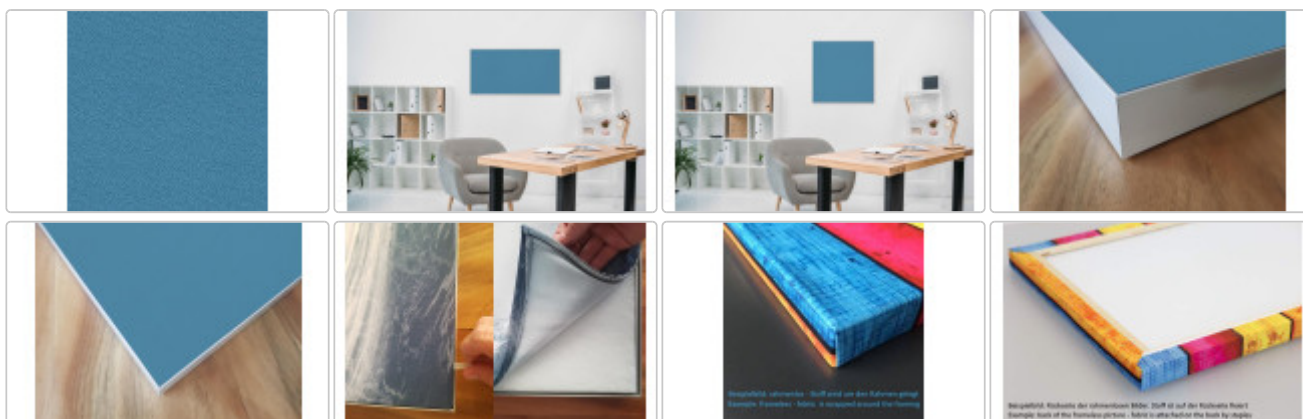 Beispielbild: rahmenlos - Stoff wird um den Rahmen gelegt
Example: frameless - fabric is wrapped around the framing
Beispielbild: Rückseite der rahmenlosen Bilder. Stoff ist auf der Rückseite fixiert
Example: back of the frameless picture - fabric is attached on the back by staples